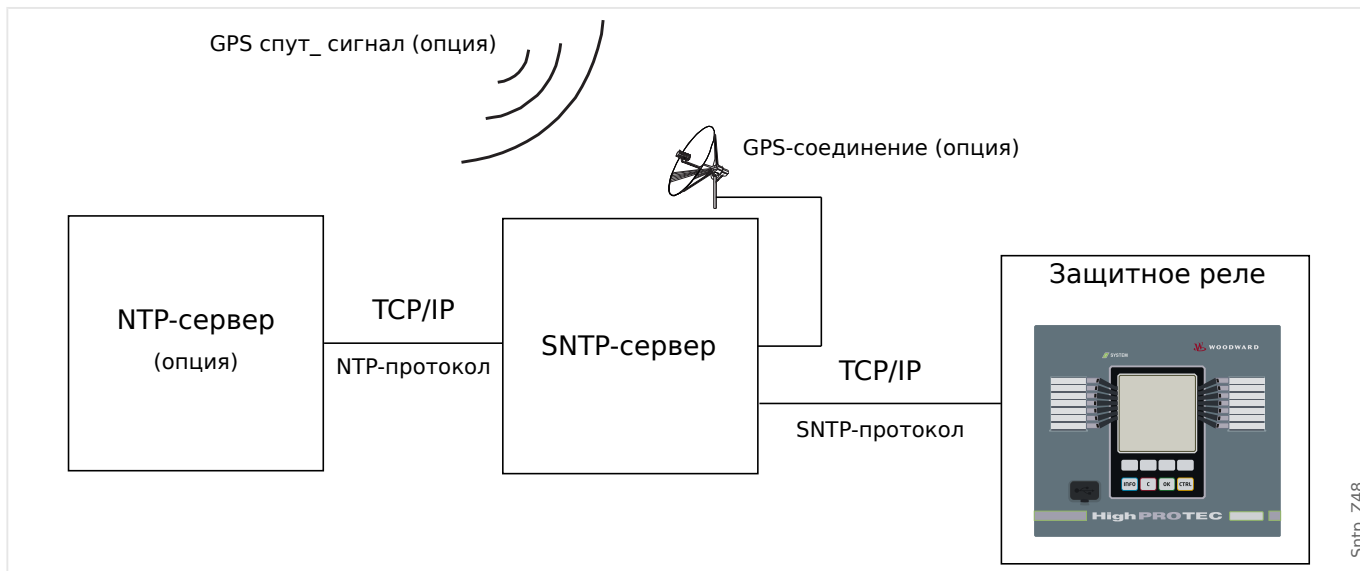 GPS спут_ сигнал (опция)
GPS-соединение (опция)
NTP-сервер
(опция)
TCP/IP
NTP-протокол
SNTP-сервер
TCP/IP
SNTP-протокол
Защитное реле
WOODWARD
SYSTEM
INFO C OK CTRL
HighPROTEC
Sntp_Z48